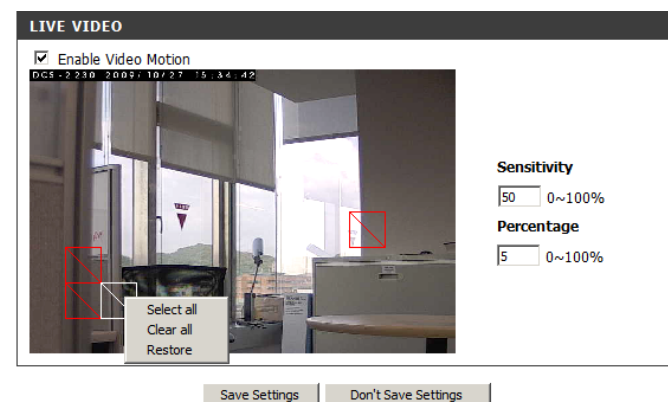 LIVE VIDEO
Enable Video Motion
DCS-2230 2009/10/27 15:34:42
Sensitivity
50 0~100%
Percentage
5 0~100%
Select all
Clear all
Restore
Save Settings Don't Save Settings